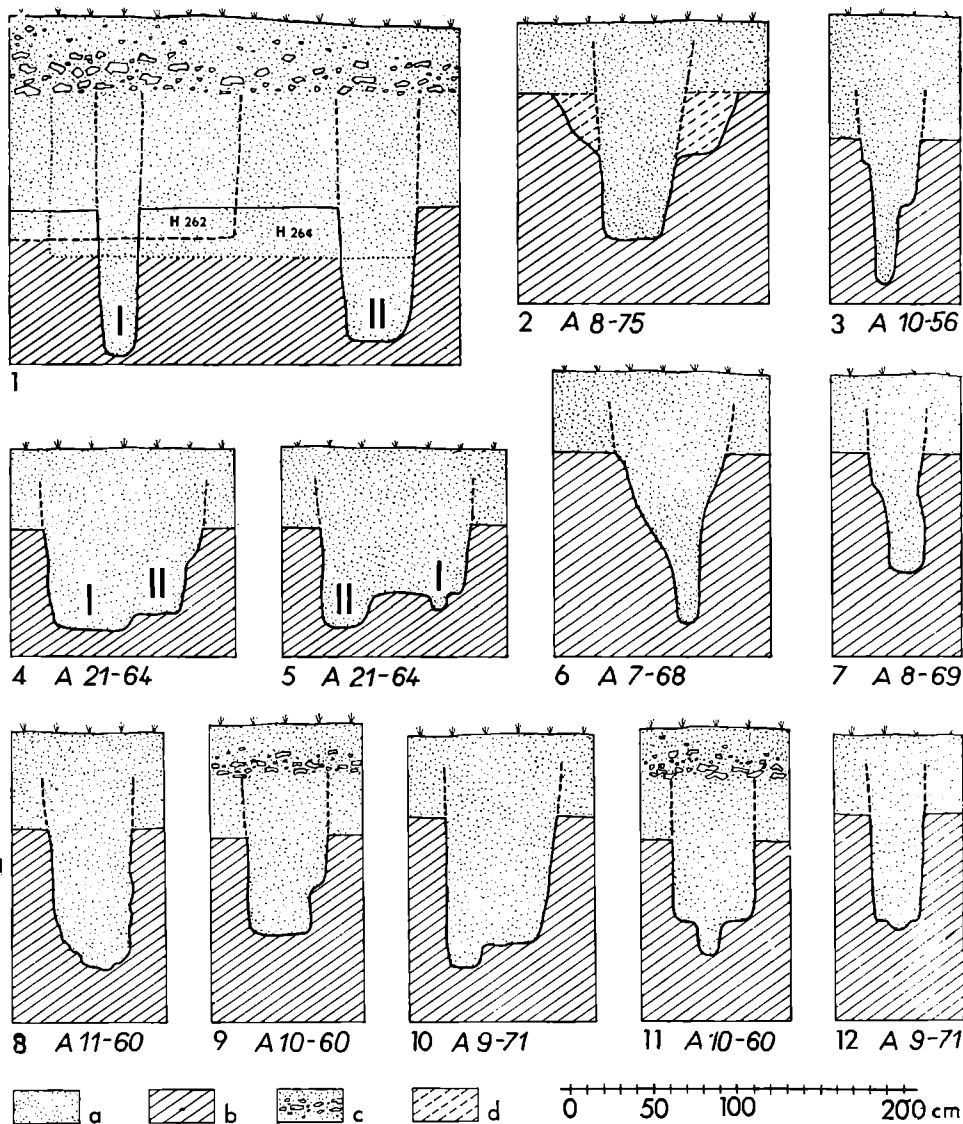 H 262
H 264
I
II
1
2 A 8-75
3 A 10-56
I
II
II
I
4 A 21-64
5 A 21-64
6 A 7-68
7 A 8-69
8 A 11-60
9 A 10-60
10 A 9-71
11 A 10-60
12 A 9-71
a
b
c
d
0 50 100 200 cm